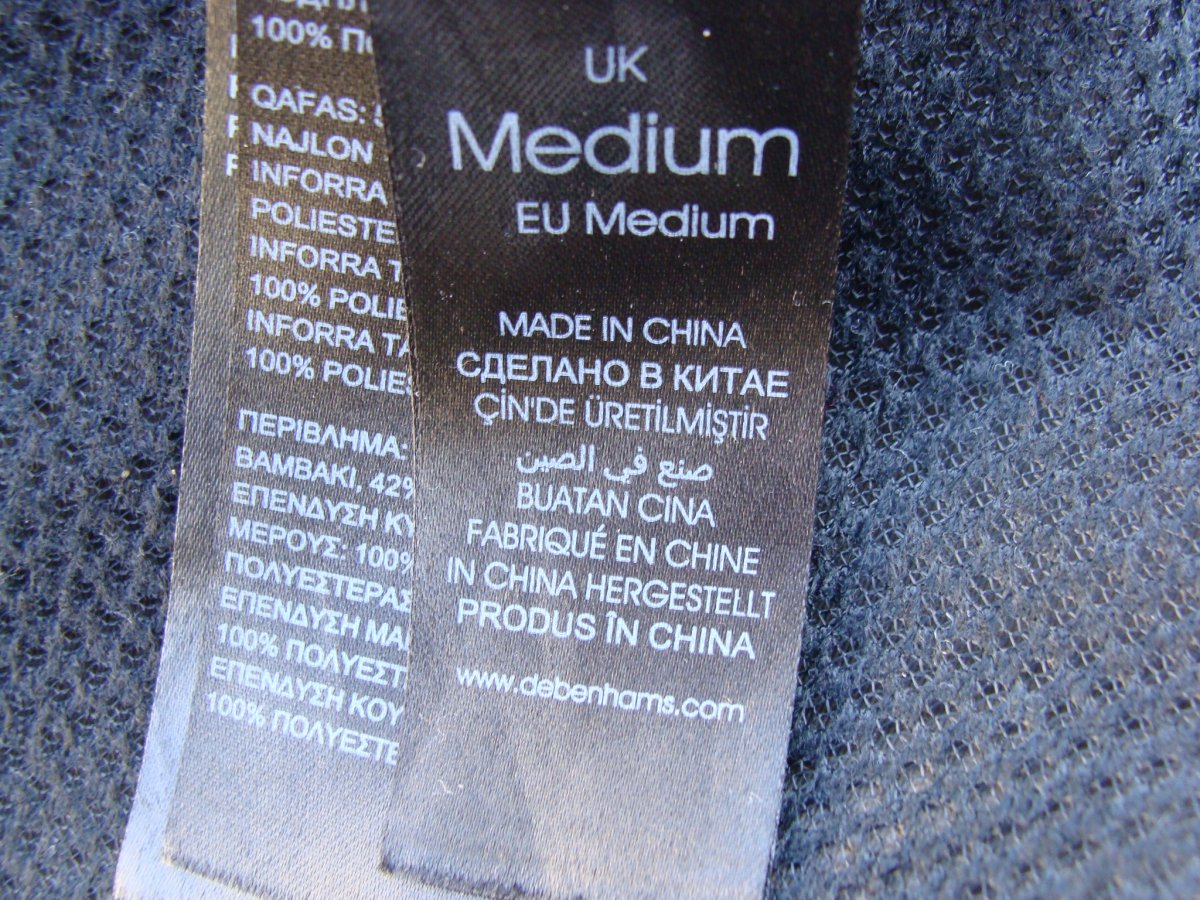 UK
Medium
EU Medium
MADE IN CHINA
СДЕЛАНО В КИТАЕ
ÇİN'DE ÜRETİLMİŞTİR
صنع في الصين
BUATAN CINA
FABRIQUÉ EN CHINE
IN CHINA HERGESTELLT
PRODUS ÎN CHINA
www.debenhams.com
100%
QAFAS:
NAJLON
INFORRA
POLIESTE
INFORRA T
100% POLIE
INFORRA TA
100% POLIES
ΠΕΡΙΒΛΗΜΑ:
ΒΑΜΒΑΚΙ, 42%
ΕΠΕΝΔΥΣΗ ΚΥ
ΜΕΡΟΥΣ: 100%
ΠΟΛΥΕΣΤΕΡΑΣ
ΕΠΕΝΔΥΣΗ ΜΑ
100% ΠΟΛΥΕΣΤ
ΕΠΕΝΔΥΣΗ ΚΟΥ
100% ΠΟΛΥΕΣΤΕ